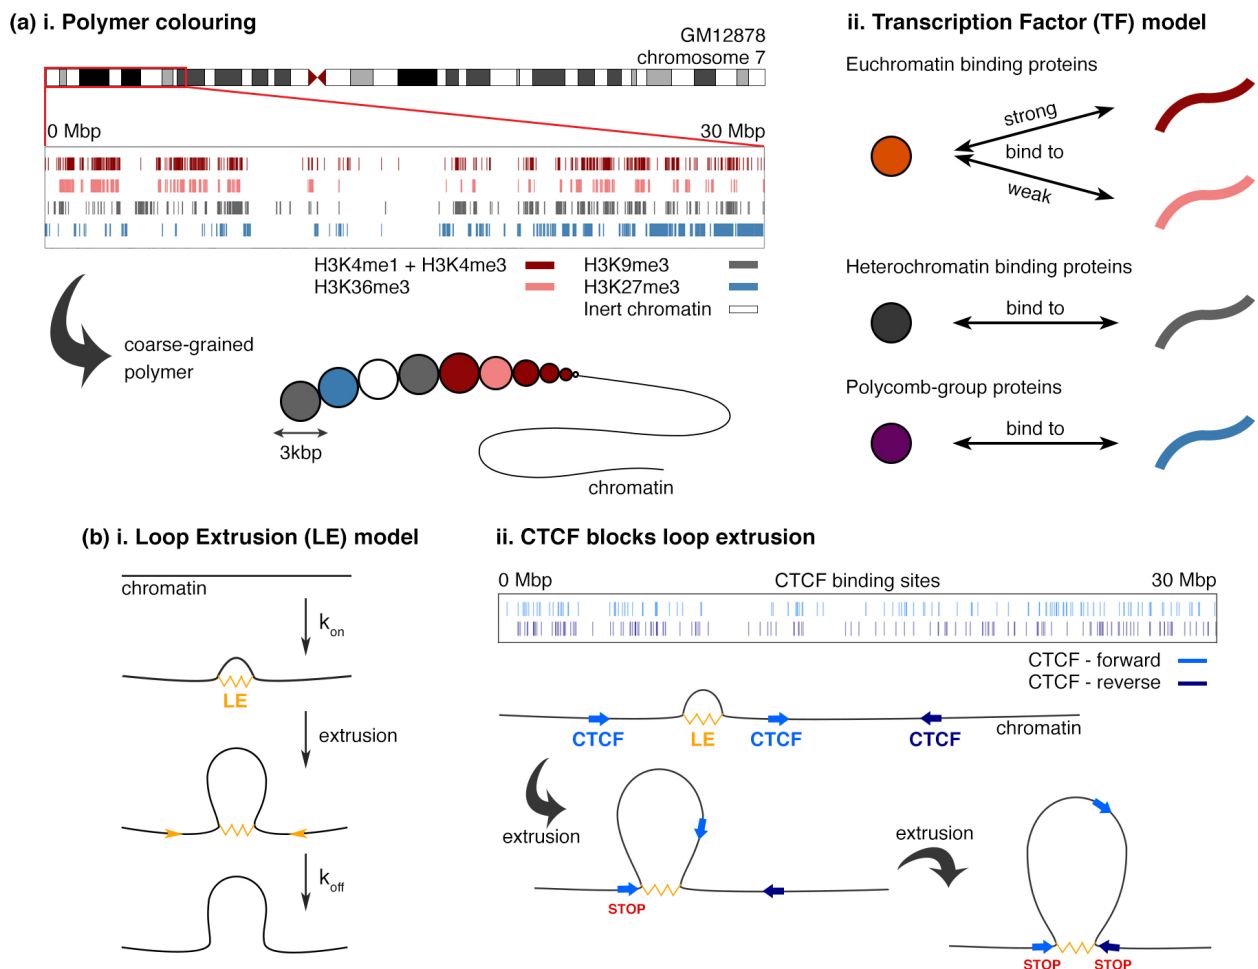 (a) i. Polymer colouring
GM12878
chromosome 7
0 Mbp
30 Mbp
H3K4me1 + H3K4me3
H3K36me3
H3K9me3
H3K27me3
Inert chromatin
coarse-grained
polymer
3kbp
chromatin
ii. Transcription Factor (TF) model
Euchromatin binding proteins
strong
bind to
weak
Heterochromatin binding proteins
bind to
Polycomb-group proteins
bind to
(b) i. Loop Extrusion (LE) model
chromatin
kon
LE
extrusion
koff
ii. CTCF blocks loop extrusion
0 Mbp
CTCF binding sites
30 Mbp
CTCF - forward
CTCF - reverse
CTCF
LE
CTCF
CTCF
chromatin
extrusion
STOP
extrusion
STOP
STOP